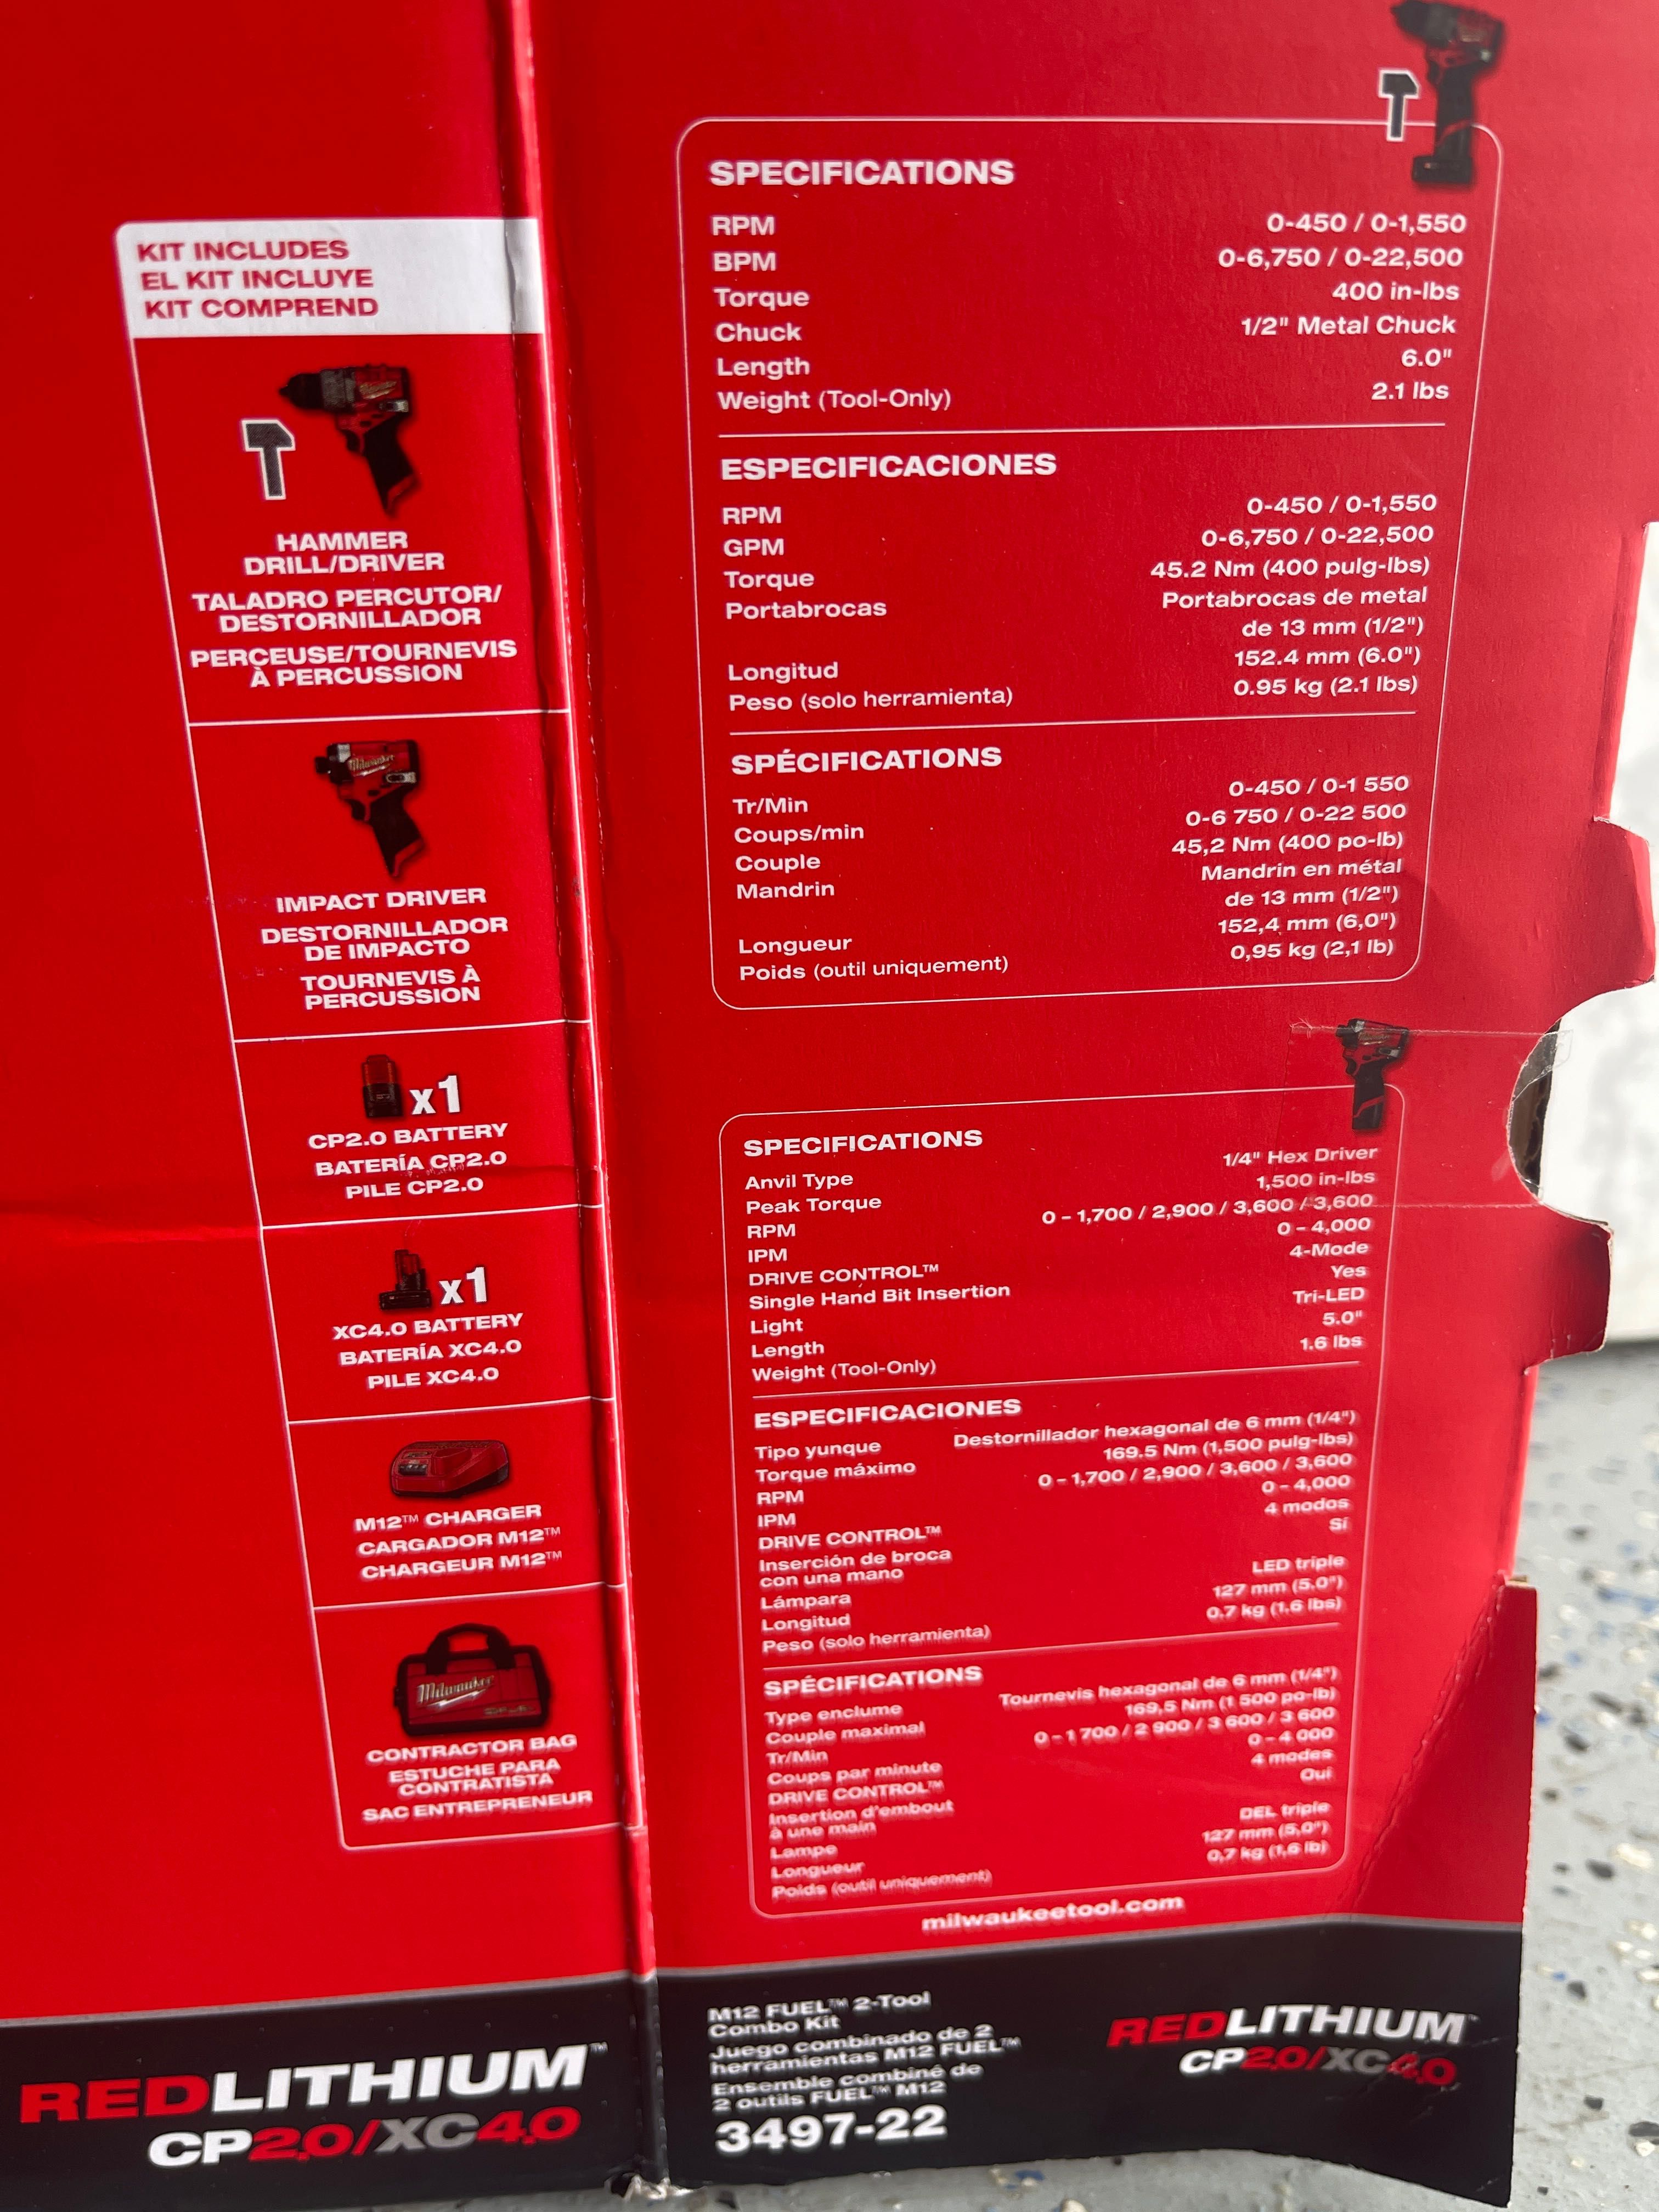 KIT INCLUDES
EL KIT INCLUYE
KIT COMPREND
HAMMER
DRILL/DRIVER
TALADRO PERCUTOR/
DESTORNILLADOR
PERCEUSE/TOURNEVIS
À PERCUSSION
Milwaukee
IMPACT DRIVER
DESTORNILLADOR
DE IMPACTO
TOURNEVIS À
PERCUSSION
x1
CP2.0 BATTERY
BATERÍA CP2.0
PILE CP2.0
x1
XC4.0 BATTERY
BATERÍA XC4.0
PILE XC4.0
M12™ CHARGER
CARGADOR M12™
CHARGEUR M12™
Milwaukee
CONTRACTOR BAG
ESTUCHE PARA
CONTRATISTA
SAC ENTREPRENEUR
REDLITHIUM™
CP2.0/XC4.0
SPECIFICATIONS
RPM 0-450 / 0-1,550
BPM 0-6,750 / 0-22,500
Torque 400 in-lbs
Chuck 1/2" Metal Chuck
Length 6.0"
Weight (Tool-Only) 2.1 lbs
ESPECIFICACIONES
RPM 0-450 / 0-1,550
GPM 0-6,750 / 0-22,500
Torque 45.2 Nm (400 pulg-lbs)
Portabrocas Portabrocas de metal
de 13 mm (1/2")
Longitud 152.4 mm (6.0")
Peso (solo herramienta) 0.95 kg (2.1 lbs)
SPÉCIFICATIONS
Tr/Min 0-450 / 0-1 550
Coups/min 0-6 750 / 0-22 500
Couple 45,2 Nm (400 po-lb)
Mandrin Mandrin en métal
de 13 mm (1/2")
Longueur 152,4 mm (6,0")
Poids (outil uniquement) 0,95 kg (2,1 lb)
SPECIFICATIONS
Anvil Type 1/4" Hex Driver
Peak Torque 1,500 in-lbs
RPM 0 – 1,700 / 2,900 / 3,600 / 3,600
IPM 0 – 4,000
DRIVE CONTROL™ 4-Mode
Single Hand Bit Insertion Yes
Light Tri-LED
Length 5.0"
Weight (Tool-Only) 1.6 lbs
ESPECIFICACIONES
Tipo yunque Destornillador hexagonal de 6 mm (1/4")
Torque máximo 169.5 Nm (1,500 pulg-lbs)
RPM 0 – 1,700 / 2,900 / 3,600 / 3,600
IPM 0 – 4,000
DRIVE CONTROL™ 4 modos
Inserción de broca Sí
con una mano
Lámpara LED triple
Longitud 127 mm (5.0")
Peso (solo herramienta) 0.7 kg (1.6 lbs)
SPÉCIFICATIONS
Type enclume Tournevis hexagonal de 6 mm (1/4")
Couple maximal 169,5 Nm (1 500 po-lb)
Tr/Min 0 – 1 700 / 2 900 / 3 600 / 3 600
Coups par minute 0 – 4 000
DRIVE CONTROL™ 4 modes
Insertion d'embout Oui
à une main
Lampe DEL triple
Longueur 127 mm (5,0")
Poids (outil uniquement) 0,7 kg (1,6 lb)
milwaukeetool.com
M12 FUEL™ 2-Tool
Combo Kit
Juego combinado de 2
herramientas M12 FUEL™
Ensemble combiné de
2 outils FUEL™ M12
3497-22
REDLITHIUM™
CP2.0/XC4.0